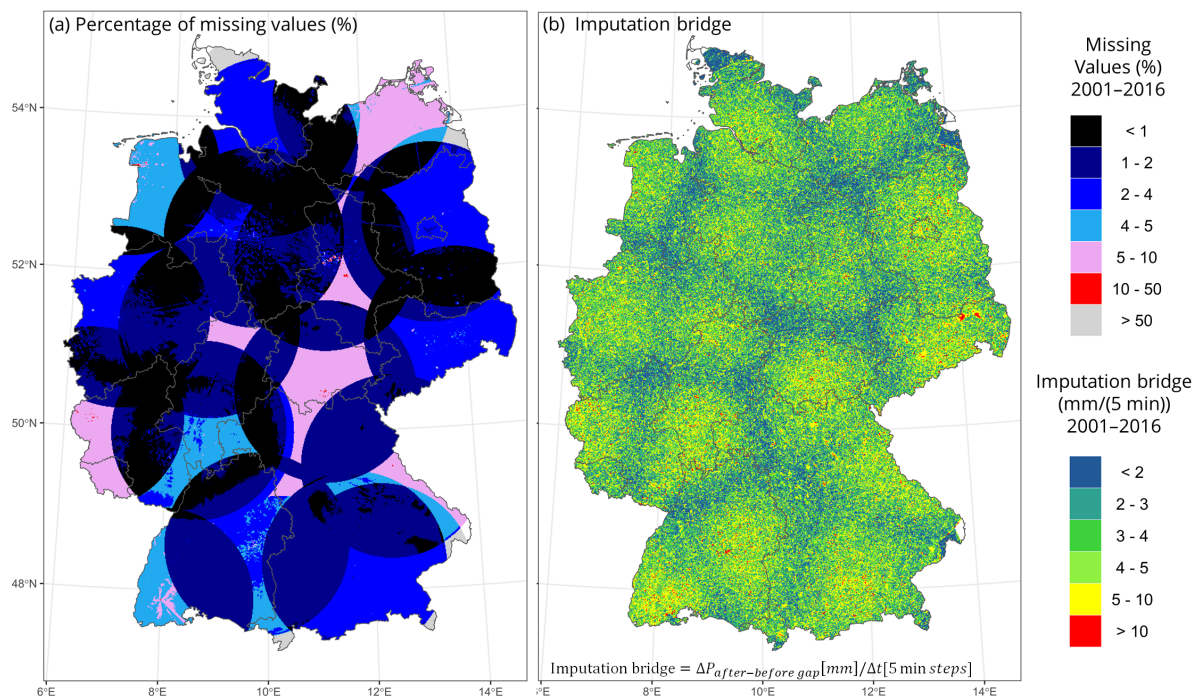 (a) Percentage of missing values (%)
54°N
52°N
50°N
48°N
6°E
8°E
10°E
12°E
14°E
(b) Imputation bridge
Imputation bridge = ΔP after−before gap[mm]/Δt[5 min steps]
8°E
10°E
12°E
14°E
Missing
Values (%)
2001–2016
< 1
1 - 2
2 - 4
4 - 5
5 - 10
10 - 50
> 50
Imputation bridge
(mm/(5 min))
2001–2016
< 2
2 - 3
3 - 4
4 - 5
5 - 10
> 10